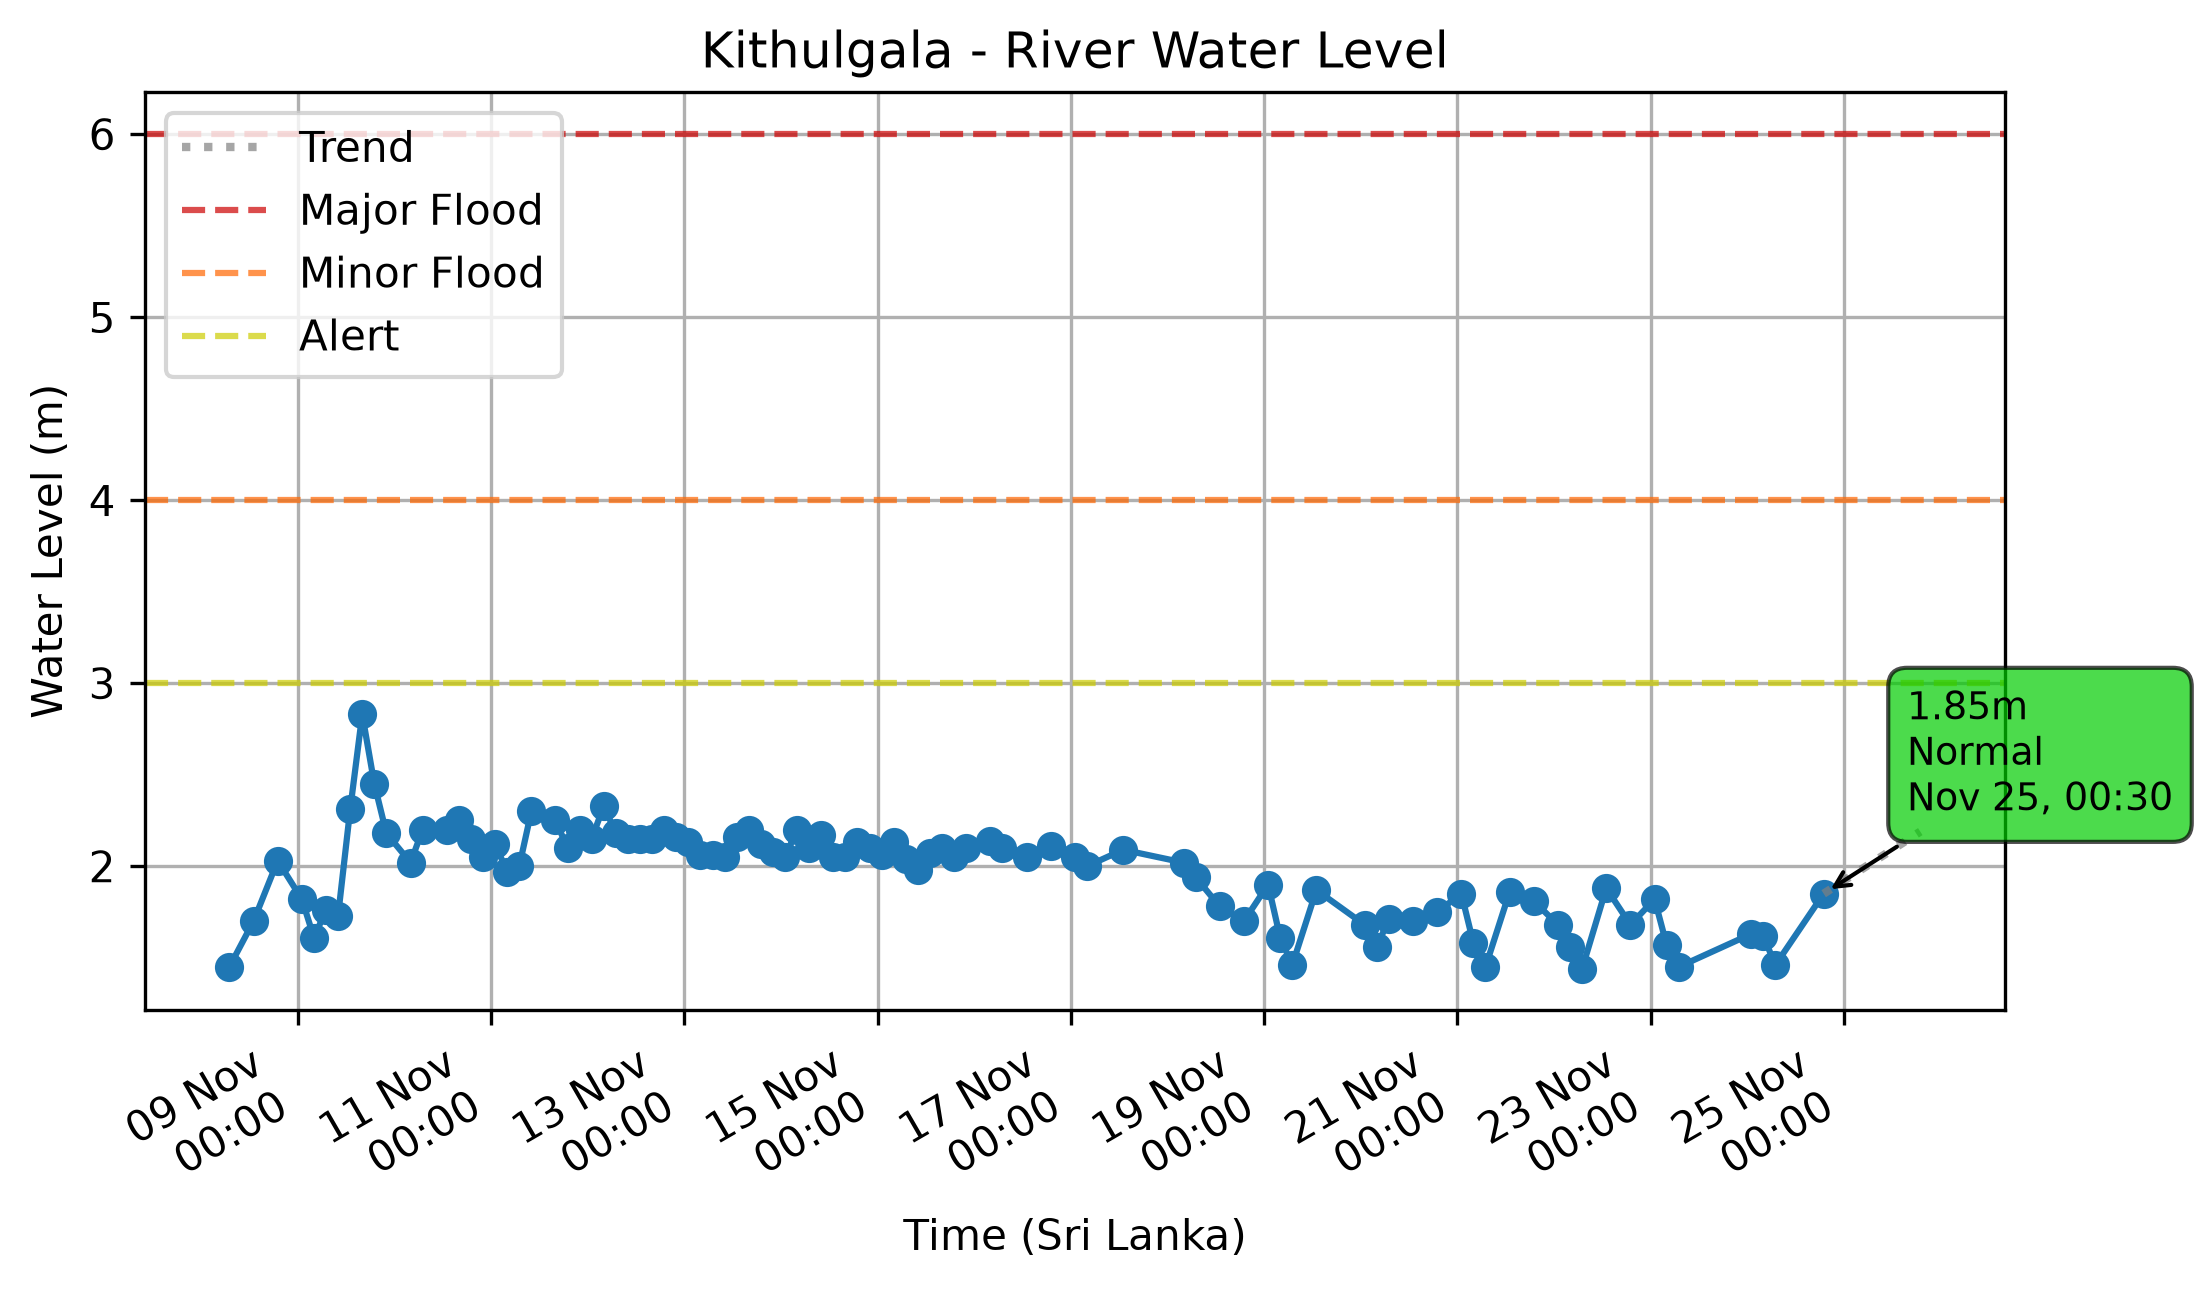 Kithulgala - River Water Level
Water Level (m)
6
5
4
3
2
Trend
Major Flood
Minor Flood
Alert
1.85m
Normal
Nov 25, 00:30
09 Nov
00:00
11 Nov
00:00
13 Nov
00:00
15 Nov
00:00
17 Nov
00:00
19 Nov
00:00
21 Nov
00:00
23 Nov
00:00
25 Nov
00:00
Time (Sri Lanka)